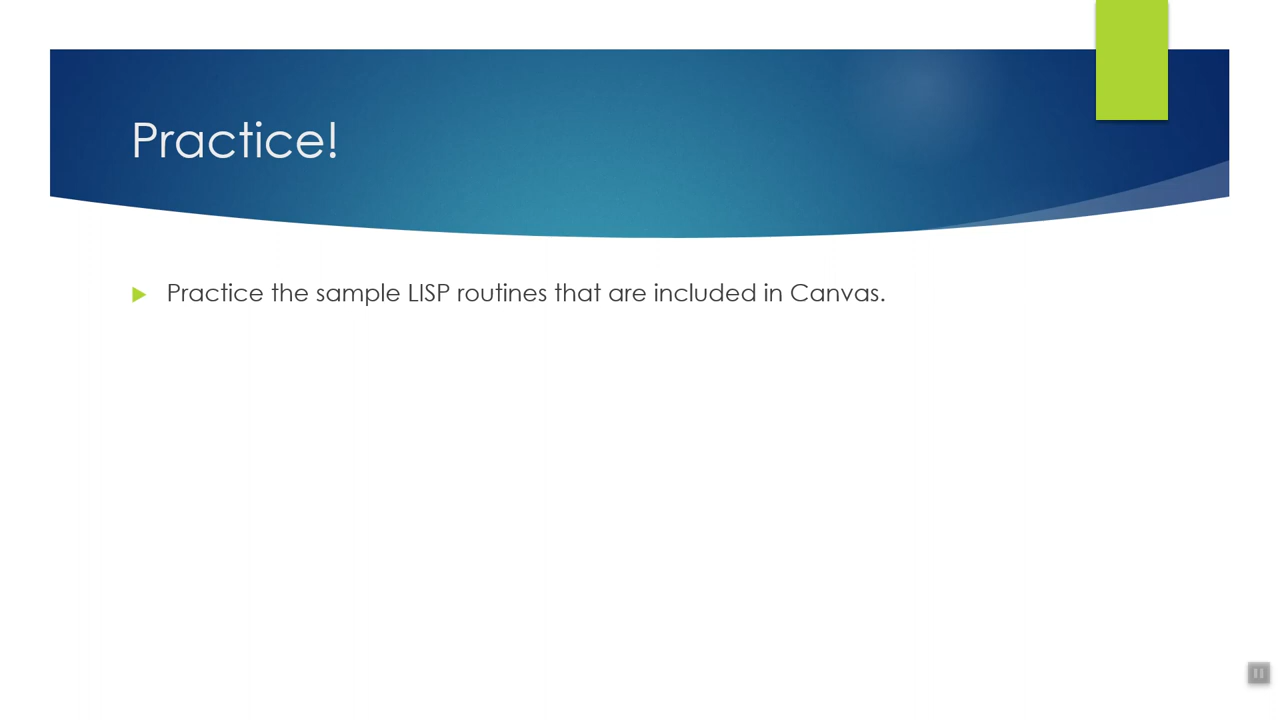 Practice!
Practice the sample LISP routines that are included in Canvas.